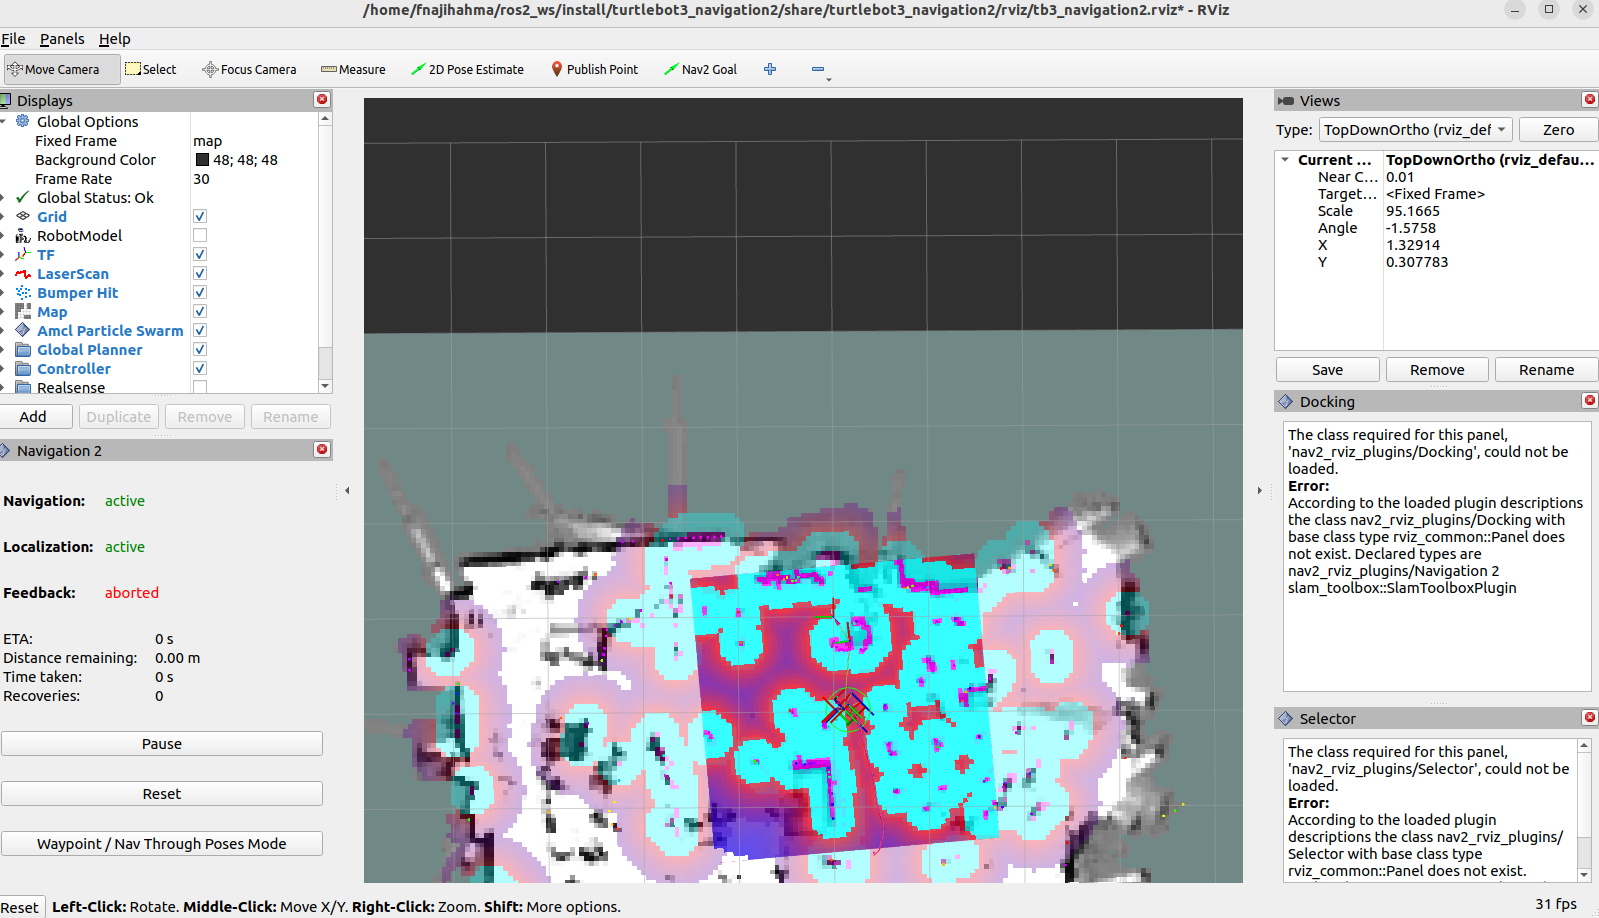 /home/fnajihahma/ros2_ws/install/turtlebot3_navigation2/share/turtlebot3_navigation2/rviz/tb3_navigation2.rviz* - RViz
File Panels Help
Move Camera Select Focus Camera Measure 2D Pose Estimate Publish Point Nav2 Goal
Displays
Global Options
Fixed Frame map
Background Color 48; 48; 48
Frame Rate 30
Global Status: Ok
Grid
RobotModel
TF
LaserScan
Bumper Hit
Map
Amcl Particle Swarm
Global Planner
Controller
Realsense
Add Duplicate Remove Rename
Navigation 2
Navigation: active
Localization: active
Feedback: aborted
ETA: 0 s
Distance remaining: 0.00 m
Time taken: 0 s
Recoveries: 0
Pause
Reset
Waypoint / Nav Through Poses Mode
Views
Type: TopDownOrtho (rviz_def Zero
Current ... TopDownOrtho (rviz_defau...
Near C... 0.01
Target... <Fixed Frame>
Scale 95.1665
Angle -1.5758
X 1.32914
Y 0.307783
Save Remove Rename
Docking
The class required for this panel,
'nav2_rviz_plugins/Docking', could not be
loaded.
Error:
According to the loaded plugin descriptions
the class nav2_rviz_plugins/Docking with
base class type rviz_common::Panel does
not exist. Declared types are
nav2_rviz_plugins/Navigation 2
slam_toolbox::SlamToolboxPlugin
Selector
The class required for this panel,
'nav2_rviz_plugins/Selector', could not be
loaded.
Error:
According to the loaded plugin
descriptions the class nav2_rviz_plugins/
Selector with base class type
rviz_common::Panel does not exist.
Reset Left-Click: Rotate. Middle-Click: Move X/Y. Right-Click: Zoom. Shift: More options. 31 fps